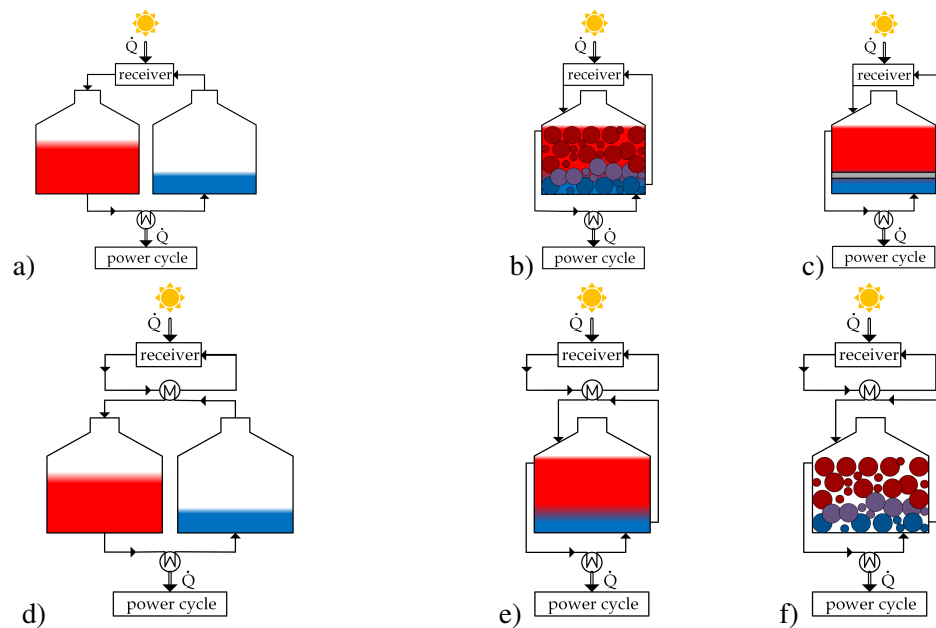 Q̇
receiver
Q̇
power cycle
a)
Q̇
receiver
Q̇
power cycle
b)
Q̇
receiver
Q̇
power cycle
c)
Q̇
receiver
Q̇
power cycle
d)
Q̇
receiver
Q̇
power cycle
e)
Q̇
receiver
Q̇
power cycle
f)